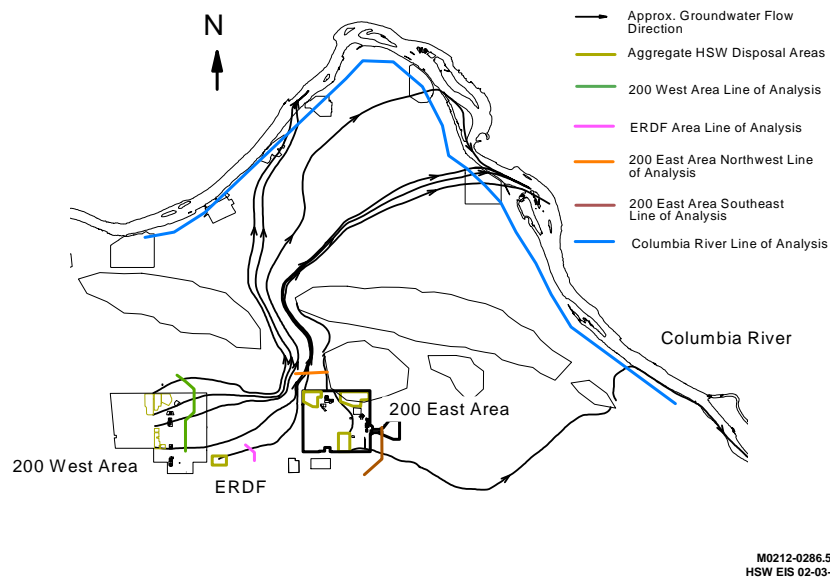 N
Approx. Groundwater Flow
Direction
Aggregate HSW Disposal Areas
200 West Area Line of Analysis
ERDF Area Line of Analysis
200 East Area Northwest Line
of Analysis
200 East Area Southeast
Line of Analysis
Columbia River Line of Analysis
Columbia River
200 East Area
200 West Area
ERDF
M0212-0286.5
HSW EIS 02-03-